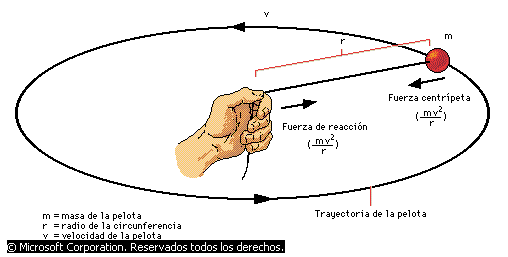 v
r
m
Fuerza centrípeta
(mv²/r)
Fuerza de reacción
(mv²/r)
Trayectoria de la pelota
m = masa de la pelota
r = radio de la circunferencia
v = velocidad de la pelota
© Microsoft Corporation. Reservados todos los derechos.